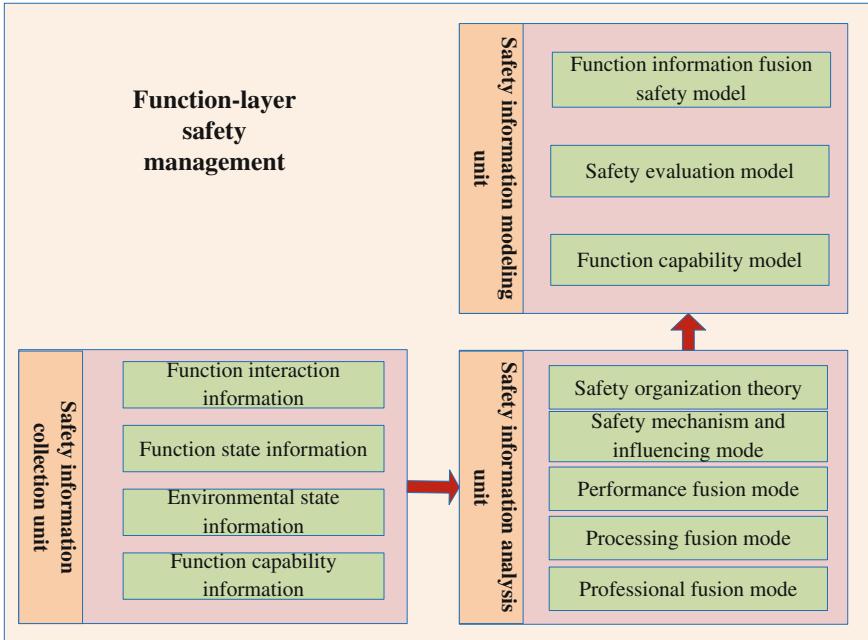 Function-layer
safety
management
Safety information modeling
unit
Function information fusion
safety model
Safety evaluation model
Function capability model
Safety information
collection unit
Function interaction
information
Function state information
Environmental state
information
Function capability
information
Safety information analysis
unit
Safety organization theory
Safety mechanism and
influencing mode
Performance fusion mode
Processing fusion mode
Professional fusion mode